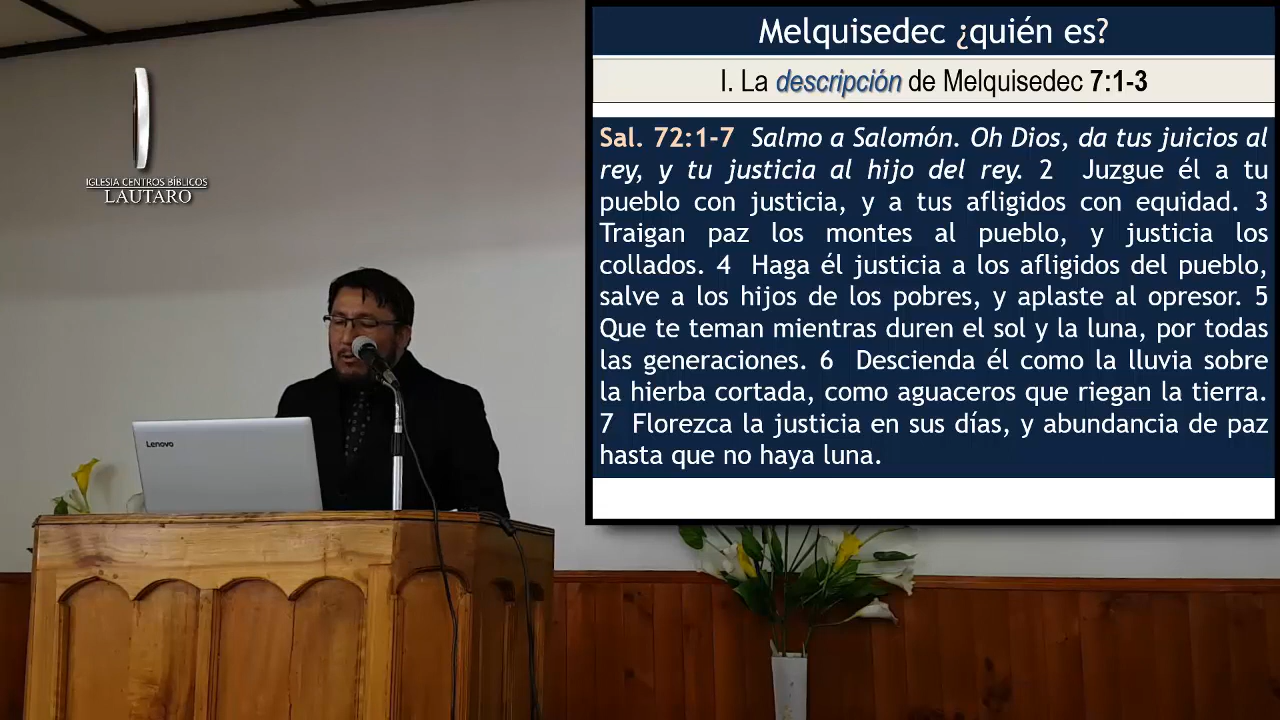 Melquisedec ¿quién es?
I. La descripción de Melquisedec 7:1-3
Sal. 72:1-7 Salmo a Salomón. Oh Dios, da tus juicios al
rey, y tu justicia al hijo del rey. 2 Juzgue él a tu
pueblo con justicia, y a tus afligidos con equidad. 3
Traigan paz los montes al pueblo, y justicia los
collados. 4 Haga él justicia a los afligidos del pueblo,
salve a los hijos de los pobres, y aplaste al opresor. 5
Que te teman mientras duren el sol y la luna, por todas
las generaciones. 6 Descienda él como la lluvia sobre
la hierba cortada, como aguaceros que riegan la tierra.
7 Florezca la justicia en sus días, y abundancia de paz
hasta que no haya luna.
IGLESIA CENTROS BÍBLICOS
LAUTARO
Lenovo